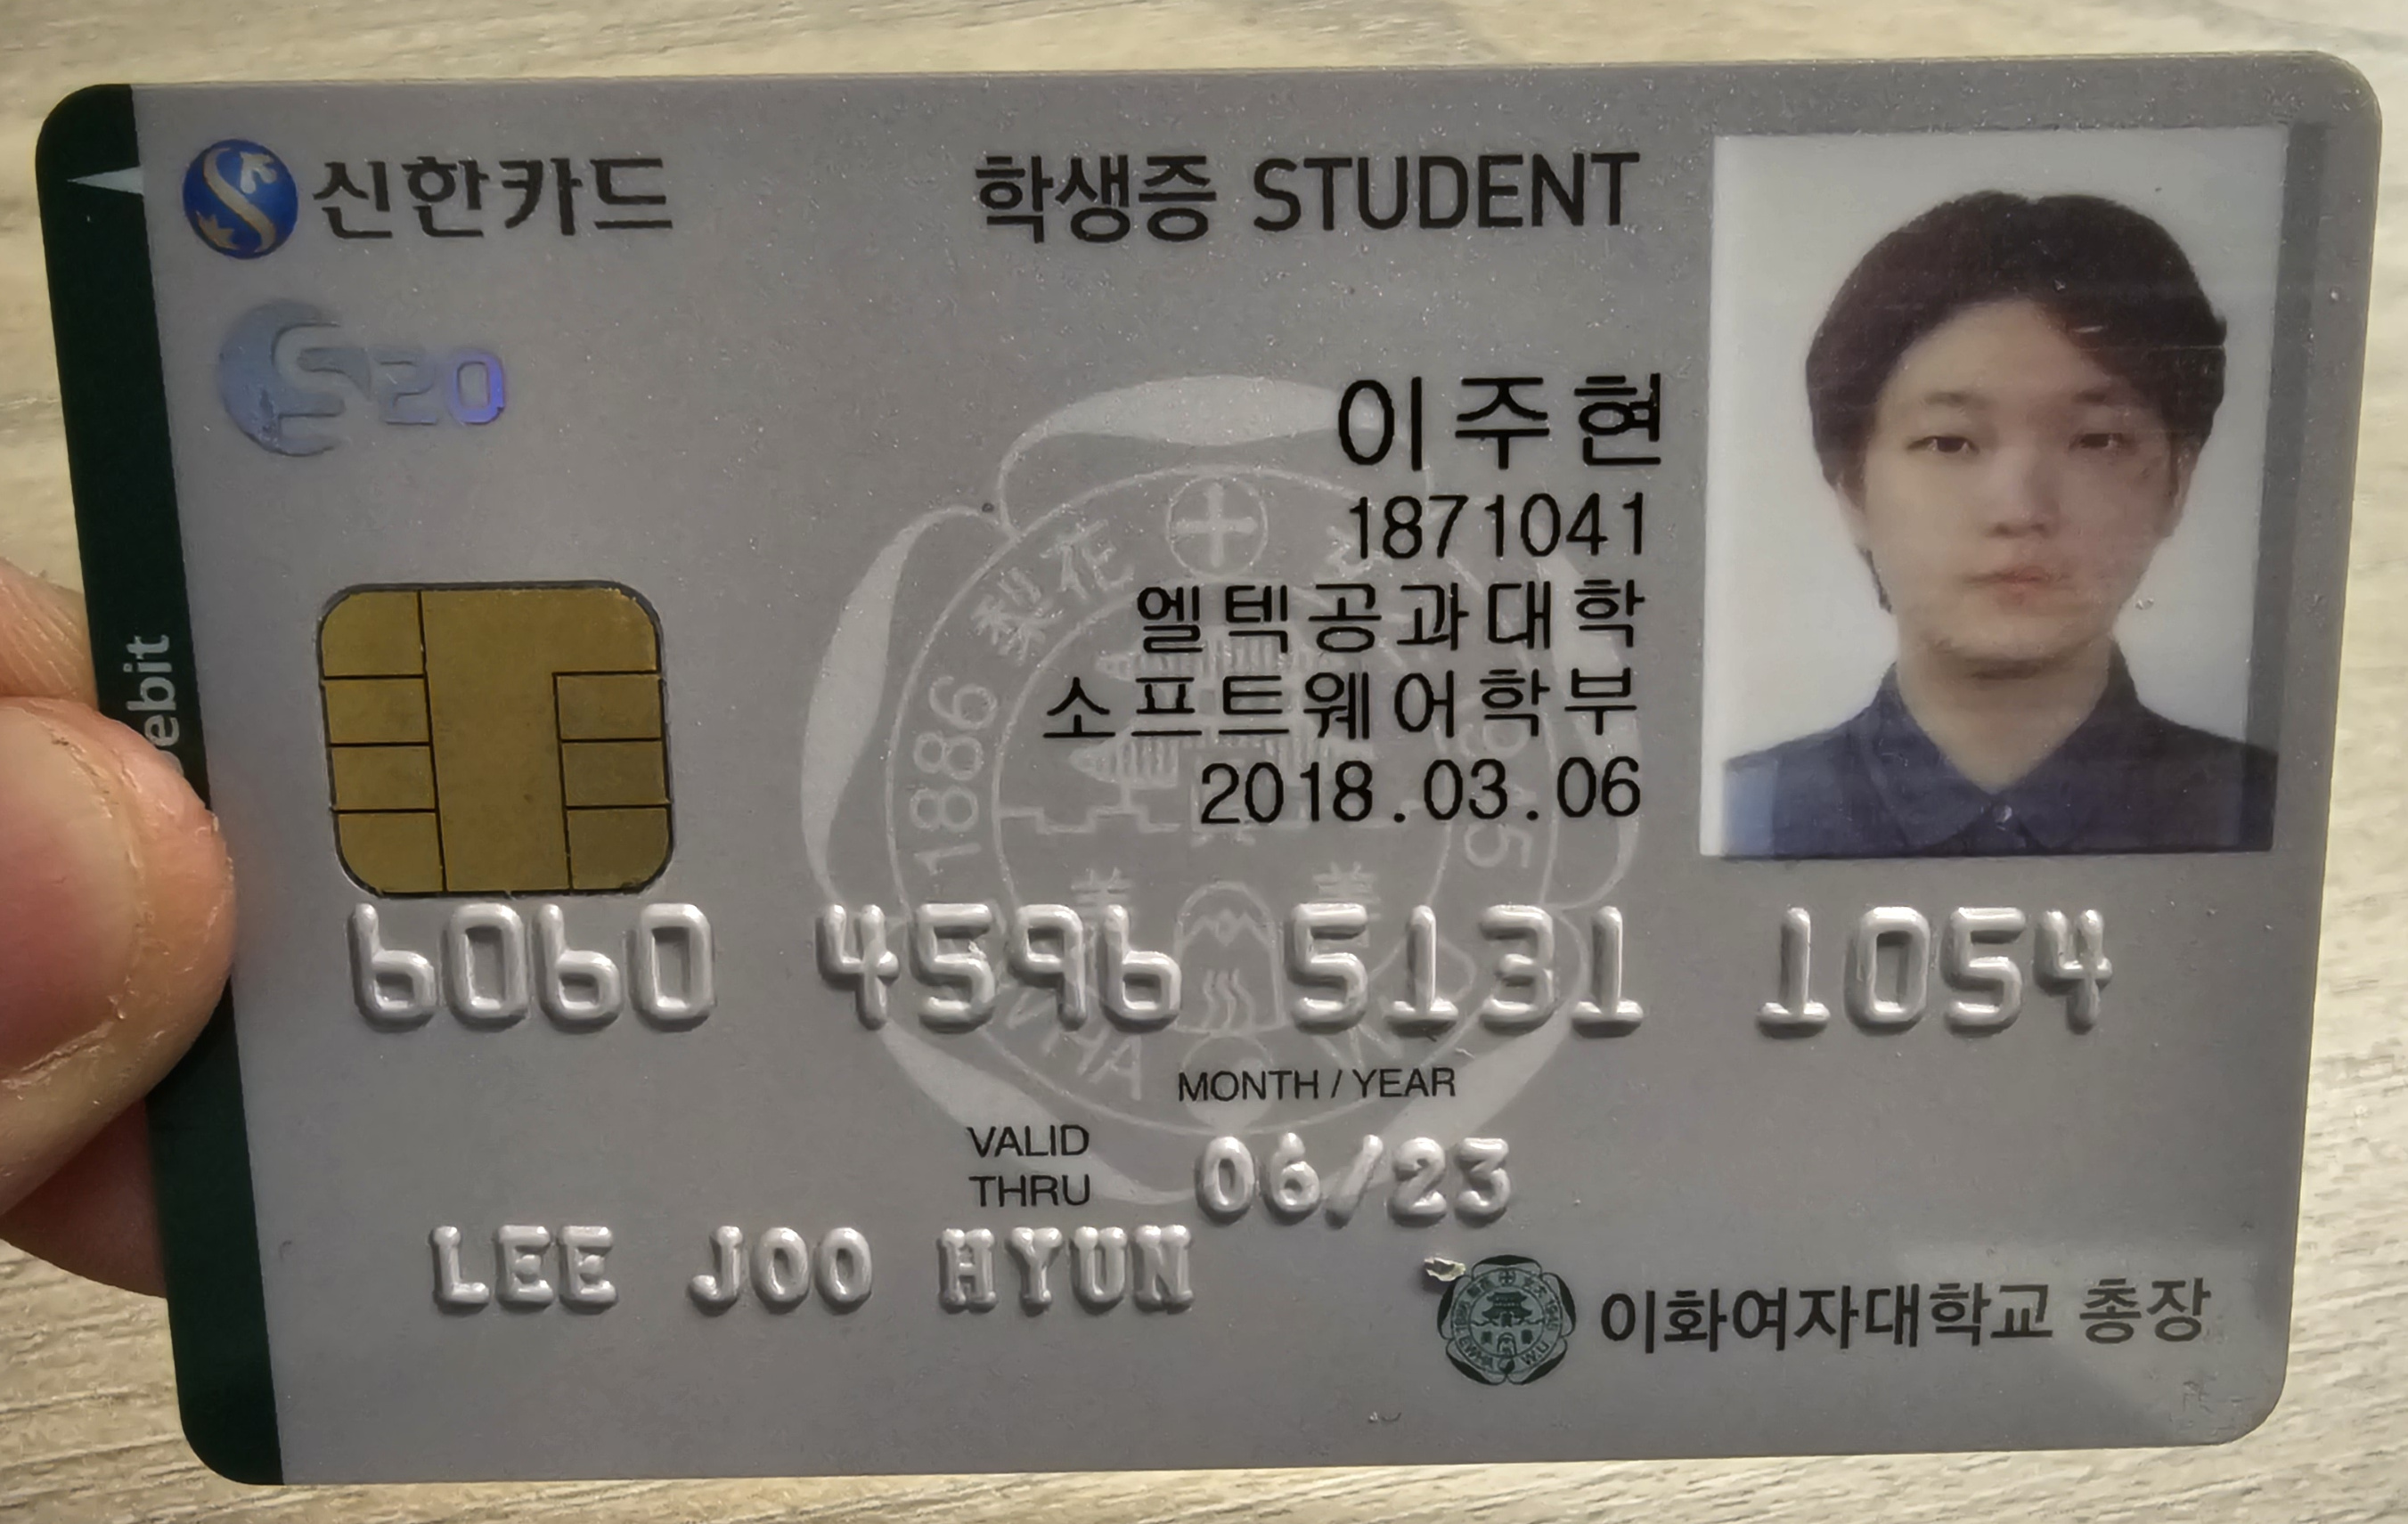 신한카드
학생증 STUDENT
S20
이주현
1871041
엘텍공과대학
소프트웨어학부
2018.03.06
ebit
1886
梨花
6060 4596 5131 1054
MONTH / YEAR
VALID
THRU
06/23
LEE JOO HYUN
이화여자대학교 총장